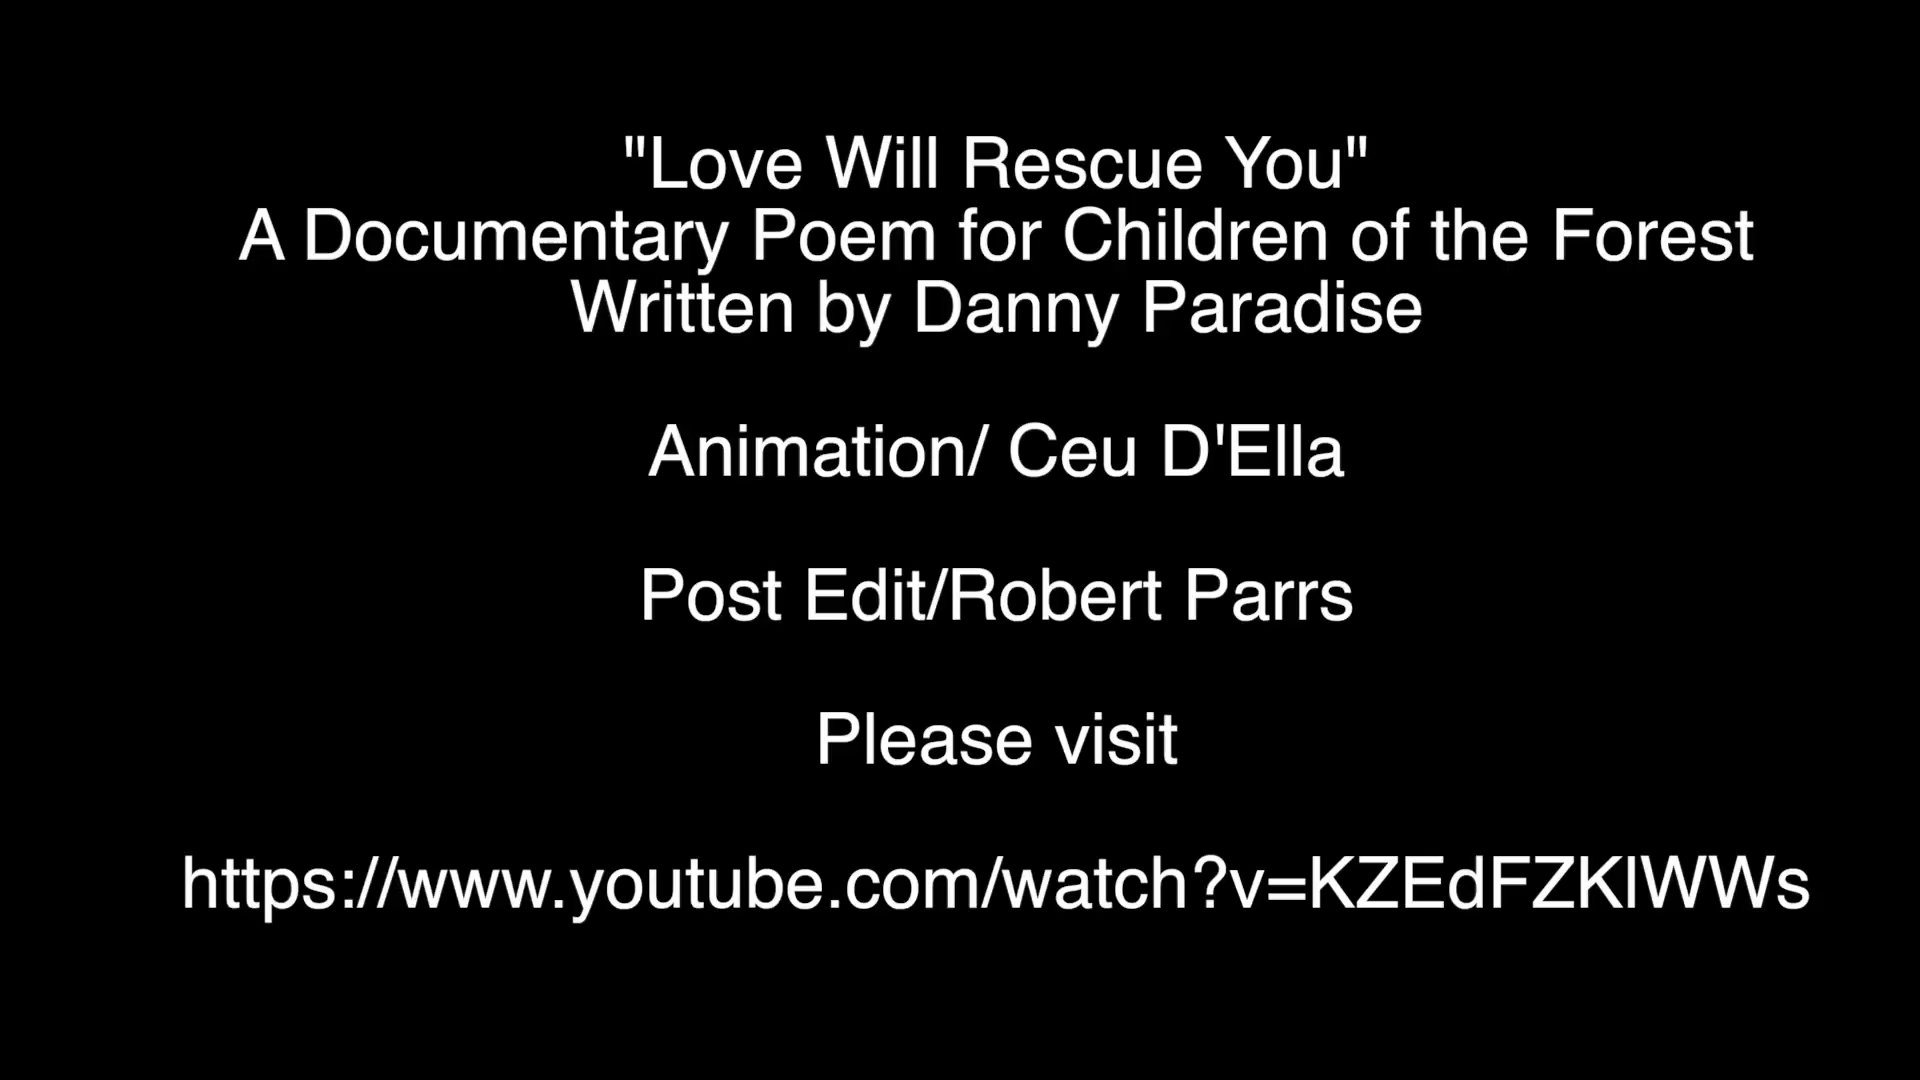 "Love Will Rescue You"
A Documentary Poem for Children of the Forest
Written by Danny Paradise
Animation/ Ceu D'Ella
Post Edit/Robert Parrs
Please visit
https://www.youtube.com/watch?v=KZEdFZKlWWs